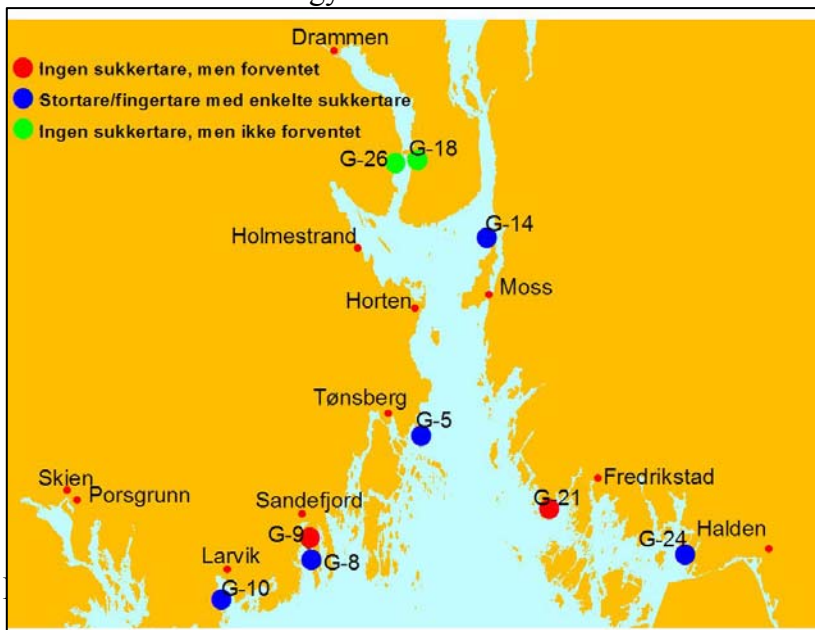 gy
Drammen
Ingen sukkertare, men forventet
Stortare/fingertare med enkelte sukkertare
Ingen sukkertare, men ikke forventet
G-26
G-18
G-14
Holmestrand
Horten
Moss
Tønsberg
G-5
Skien
Porsgrunn
Sandefjord
Fredrikstad
G-21
G-9
G-24
Halden
Larvik
G-8
G-10